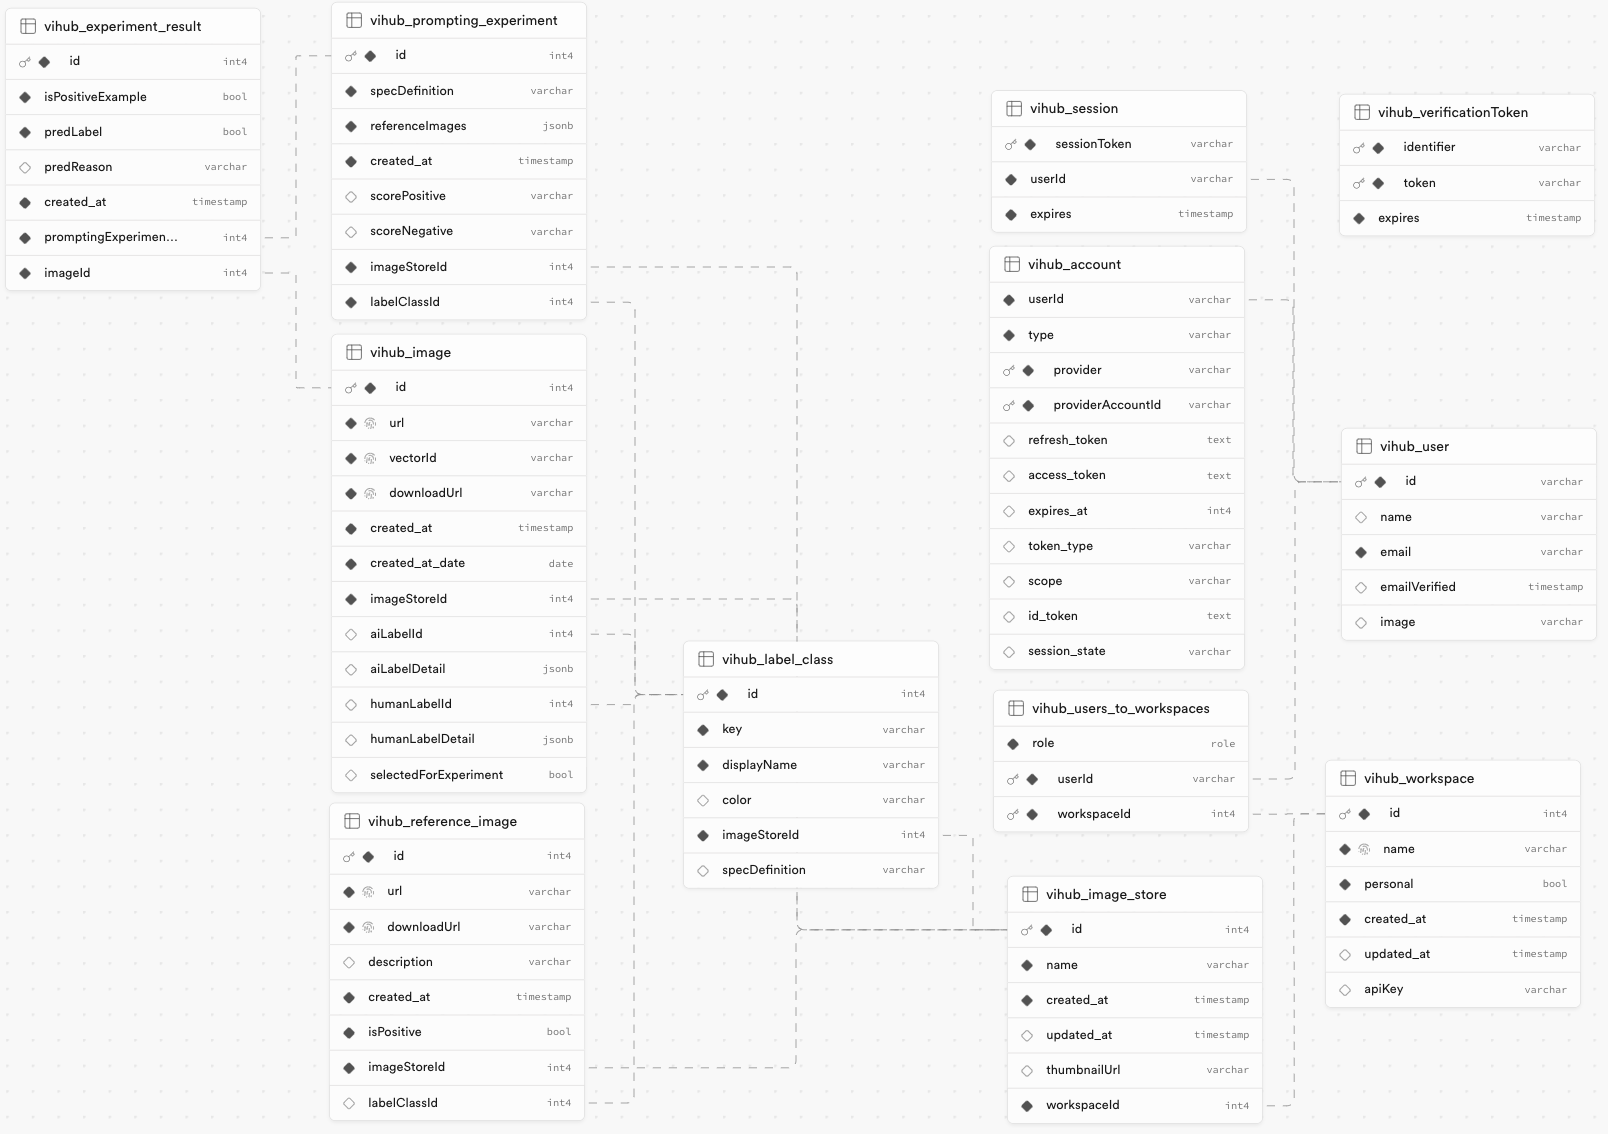 vihub_experiment_result
id int4
isPositiveExample bool
predLabel bool
predReason varchar
created_at timestamp
promptingExperimen... int4
imageId int4
vihub_prompting_experiment
id int4
specDefinition varchar
referenceImages jsonb
created_at timestamp
scorePositive varchar
scoreNegative varchar
imageStoreId int4
labelClassId int4
vihub_image
id int4
url varchar
vectorId varchar
downloadUrl varchar
created_at timestamp
created_at_date date
imageStoreId int4
aiLabelId int4
aiLabelDetail jsonb
humanLabelId int4
humanLabelDetail jsonb
selectedForExperiment bool
vihub_reference_image
id int4
url varchar
downloadUrl varchar
description varchar
created_at timestamp
isPositive bool
imageStoreId int4
labelClassId int4
vihub_label_class
id int4
key varchar
displayName varchar
color varchar
imageStoreId int4
specDefinition varchar
vihub_session
sessionToken varchar
userId varchar
expires timestamp
vihub_account
userId varchar
type varchar
provider varchar
providerAccountId varchar
refresh_token text
access_token text
expires_at int4
token_type varchar
scope varchar
id_token text
session_state varchar
vihub_users_to_workspaces
role role
userId varchar
workspaceId int4
vihub_image_store
id int4
name varchar
created_at timestamp
updated_at timestamp
thumbnailUrl varchar
workspaceId int4
vihub_verificationToken
identifier varchar
token varchar
expires timestamp
vihub_user
id varchar
name varchar
email varchar
emailVerified timestamp
image varchar
vihub_workspace
id int4
name varchar
personal bool
created_at timestamp
updated_at timestamp
apiKey varchar